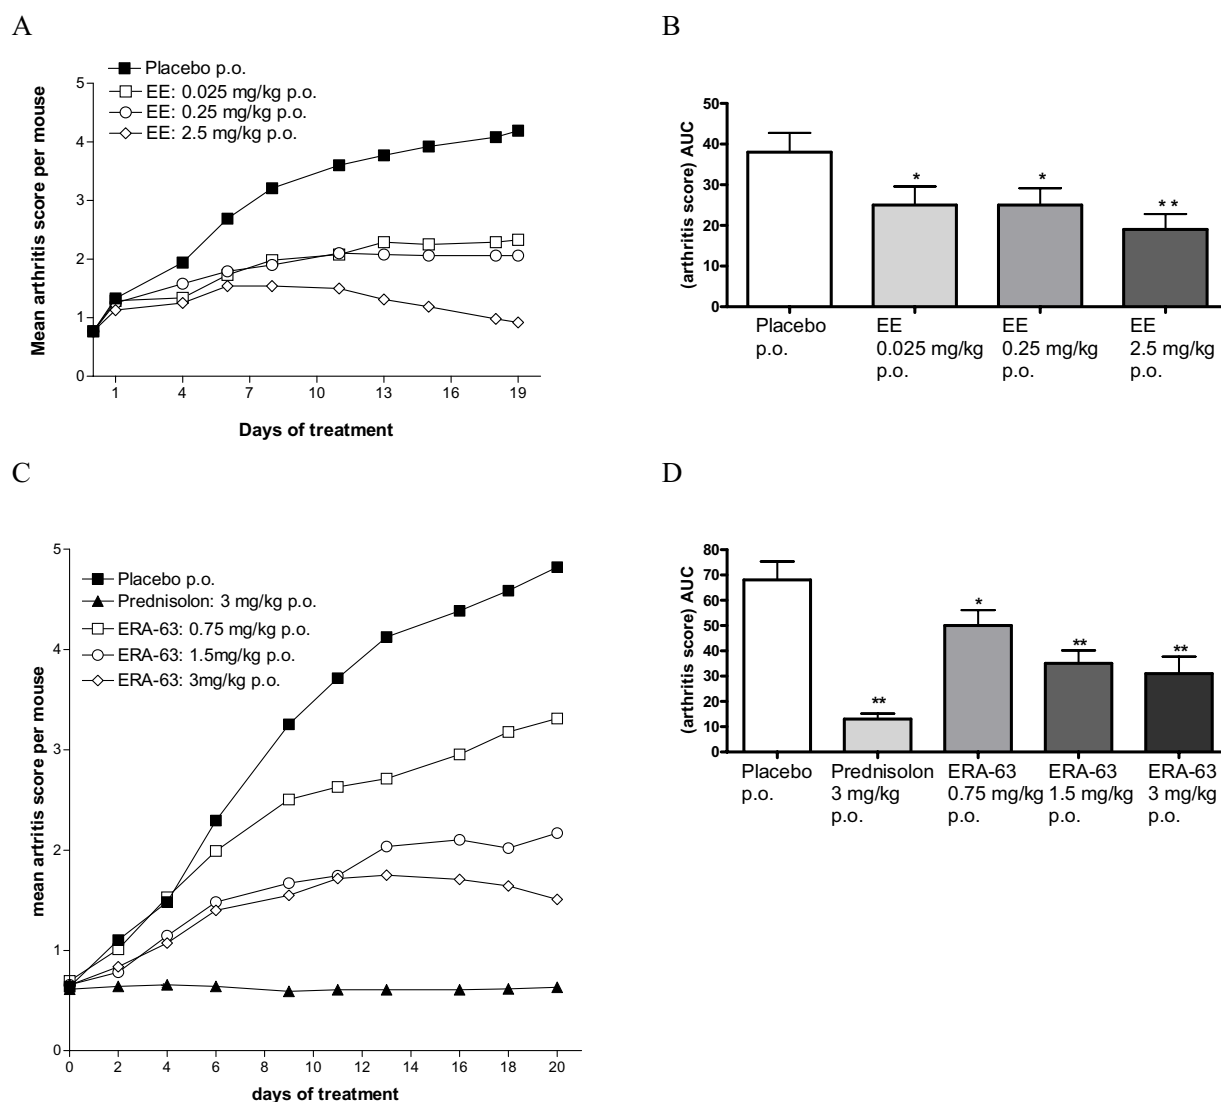 A
Placebo p.o.
EE: 0.025 mg/kg p.o.
EE: 0.25 mg/kg p.o.
EE: 2.5 mg/kg p.o.
5
4
3
2
1
0
Mean arthritis score per mouse
1 4 7 10 13 16 19
Days of treatment
B
50
40
30
20
10
0
(arthritis score) AUC
* * **
Placebo p.o.
EE 0.025 mg/kg p.o.
EE 0.25 mg/kg p.o.
EE 2.5 mg/kg p.o.
C
Placebo p.o.
Prednisolon: 3 mg/kg p.o.
ERA-63: 0.75 mg/kg p.o.
ERA-63: 1.5mg/kg p.o.
ERA-63: 3mg/kg p.o.
5
4
3
2
1
0
mean artritis score per mouse
0 2 4 6 8 10 12 14 16 18 20
days of treatment
D
80
70
60
50
40
30
20
10
0
(arthritis score) AUC
** * ** **
Placebo
p.o.
Prednisolon
3 mg/kg
p.o.
ERA-63
0.75 mg/kg
p.o.
ERA-63
1.5 mg/kg
p.o.
ERA-63
3 mg/kg
p.o.